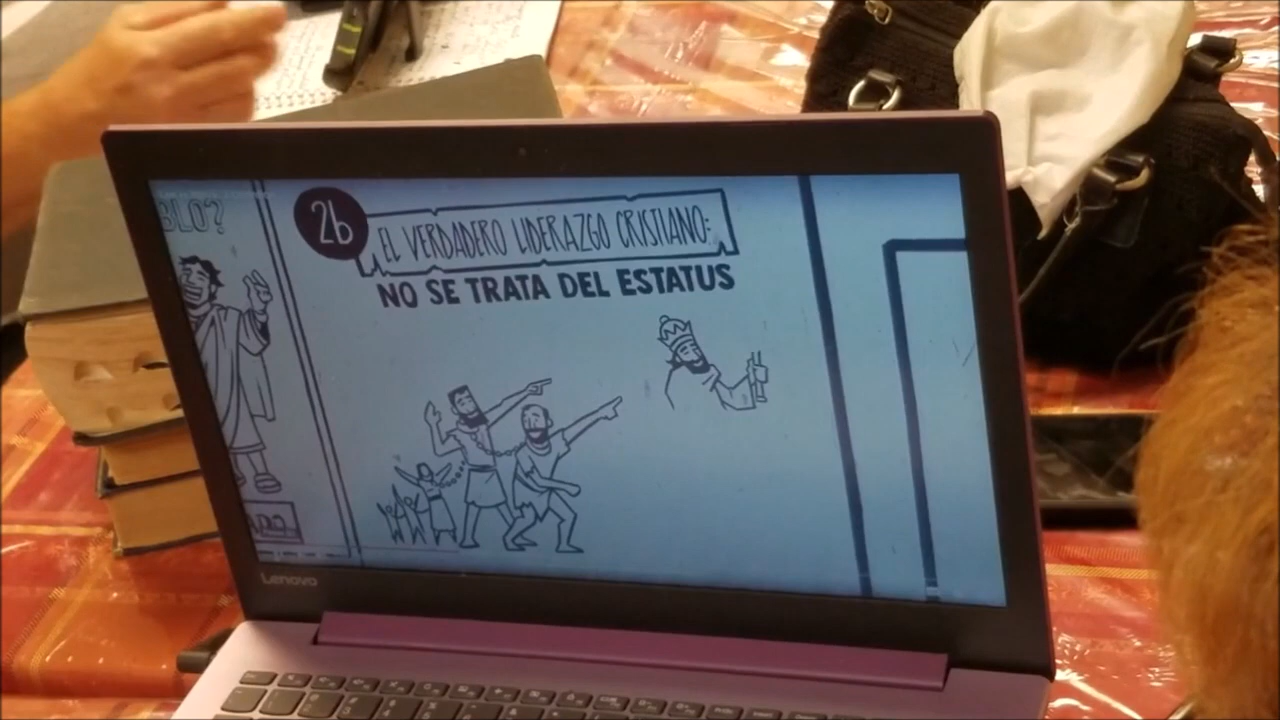 BLO?
2b
EL VERDADERO LIDERAZGO CRISTIANO:
NO SE TRATA DEL ESTATUS
Lenovo